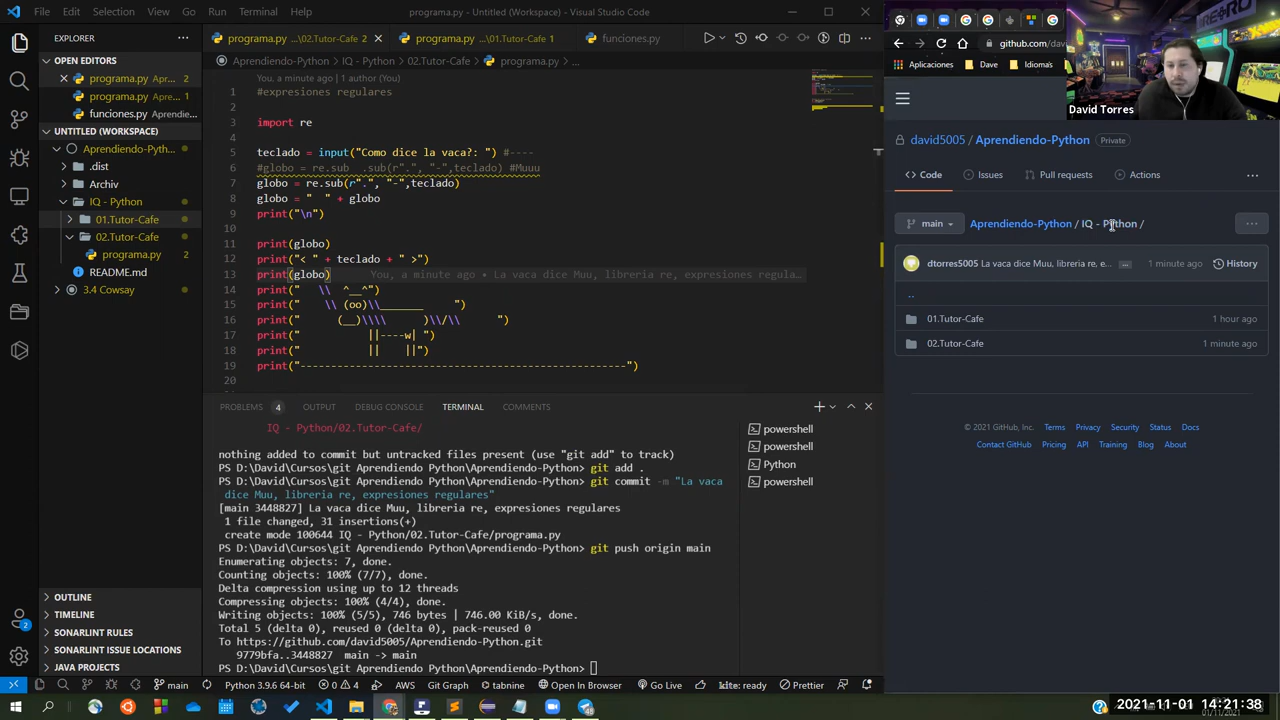 File Edit Selection View Go Run Terminal Help programa.py - Untitled (Workspace) - Visual Studio Code
EXPLORER
OPEN EDITORS
programa.py Apr... 2
programa.py Apre... 1
funciones.py Aprendie...
UNTITLED (WORKSPACE)
Aprendiendo-Pyth...
.dist
Archiv
IQ - Python
01.Tutor-Cafe
02.Tutor-Cafe
programa.py
README.md
3.4 Cowsay
OUTLINE
TIMELINE
SONARLINT RULES
SONARLINT ISSUE LOCATIONS
JAVA PROJECTS
programa.py ...\02.Tutor-Cafe 2
programa.py ...\01.Tutor-Cafe 1
funciones.py
Aprendiendo-Python > IQ - Python > 02.Tutor-Cafe > programa.py > ...
You, a minute ago | 1 author (You)
1 #expresiones regulares
2
3 import re
4
5 teclado = input("Como dice la vaca?: ") #----
6 #globo = re.sub .sub(r".", "-",teclado) #Muuu
7 globo = re.sub(r".", "-",teclado)
8 globo = "  " + globo
9 print("\n")
11 print(globo)
12 print("< " + teclado + " >")
13 print(globo) You, a minute ago • La vaca dice Muu, libreria re, expresiones regula...
14 print("   \\  ^__^")
15 print("    \\ (oo)\\_______      ")
16 print("      (__)\\\\       )\\/\\       ")
17 print("            ||----w| ")
18 print("            ||    ||")
19 print("--------------------------------------------------")
20
PROBLEMS 4 OUTPUT DEBUG CONSOLE TERMINAL COMMENTS
IQ - Python/02.Tutor-Cafe/
nothing added to commit but untracked files present (use "git add" to track)
PS D:\David\Cursos\git Aprendiendo Python\Aprendiendo-Python> git add .
PS D:\David\Cursos\git Aprendiendo Python\Aprendiendo-Python> git commit -m "La vaca
dice Muu, libreria re, expresiones regulares"
[main 3448827] La vaca dice Muu, libreria re, expresiones regulares
1 file changed, 31 insertions(+)
create mode 100644 IQ - Python/02.Tutor-Cafe/programa.py
PS D:\David\Cursos\git Aprendiendo Python\Aprendiendo-Python> git push origin main
Enumerating objects: 7, done.
Counting objects: 100% (7/7), done.
Delta compression using up to 12 threads
Compressing objects: 100% (4/4), done.
Writing objects: 100% (5/5), 746 bytes | 746.00 KiB/s, done.
Total 5 (delta 0), reused 0 (delta 0), pack-reused 0
To https://github.com/david5005/Aprendiendo-Python.git
9779bfa..3448827 main -> main
PS D:\David\Cursos\git Aprendiendo Python\Aprendiendo-Python>
powershell
powershell
Python
powershell
2
main Python 3.9.6 64-bit 0 4 AWS Git Graph tabnine Open In Browser Go Live kite: ready Prettier
github.com/dav
Aplicaciones Dave Idioma's
David Torres
david5005 / Aprendiendo-Python Private
Code Issues Pull requests Actions ...
main Aprendiendo-Python / IQ - Python / ...
dtorres5005 La vaca dice Muu, libreria re, e... ... 1 minute ago History
..
01.Tutor-Cafe 1 hour ago
02.Tutor-Cafe 1 minute ago
© 2021 GitHub, Inc. Terms Privacy Security Status Docs
Contact GitHub Pricing API Training Blog About
2021-11-01 14:21:38